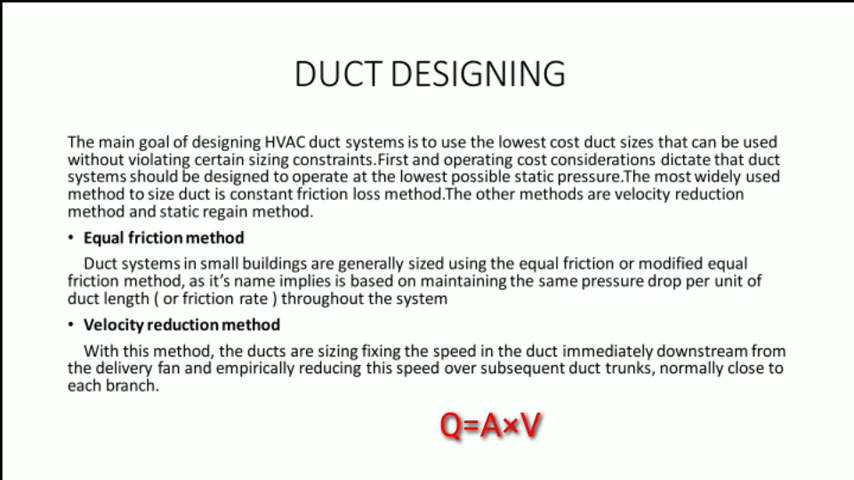 DUCT DESIGNING
The main goal of designing HVAC duct systems is to use the lowest cost duct sizes that can be used
without violating certain sizing constraints.First and operating cost considerations dictate that duct
systems should be designed to operate at the lowest possible static pressure.The most widely used
method to size duct is constant friction loss method.The other methods are velocity reduction
method and static regain method.
• Equal friction method
Duct systems in small buildings are generally sized using the equal friction or modified equal
friction method, as it’s name implies is based on maintaining the same pressure drop per unit of
duct length ( or friction rate ) throughout the system
• Velocity reduction method
With this method, the ducts are sizing fixing the speed in the duct immediately downstream from
the delivery fan and empirically reducing this speed over subsequent duct trunks, normally close to
each branch.
Q=A×V